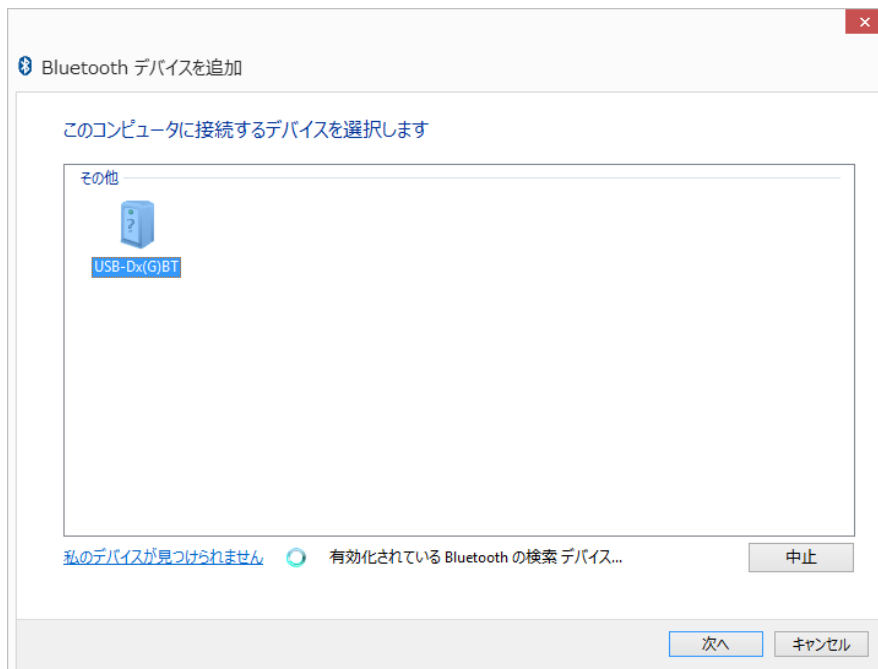 Bluetooth デバイスを追加
このコンピュータに接続するデバイスを選択します
その他
USB-Dx(G)BT
私のデバイスが見つけられません
有効化されている Bluetooth の検索 デバイス...
中止
次へ
キャンセル